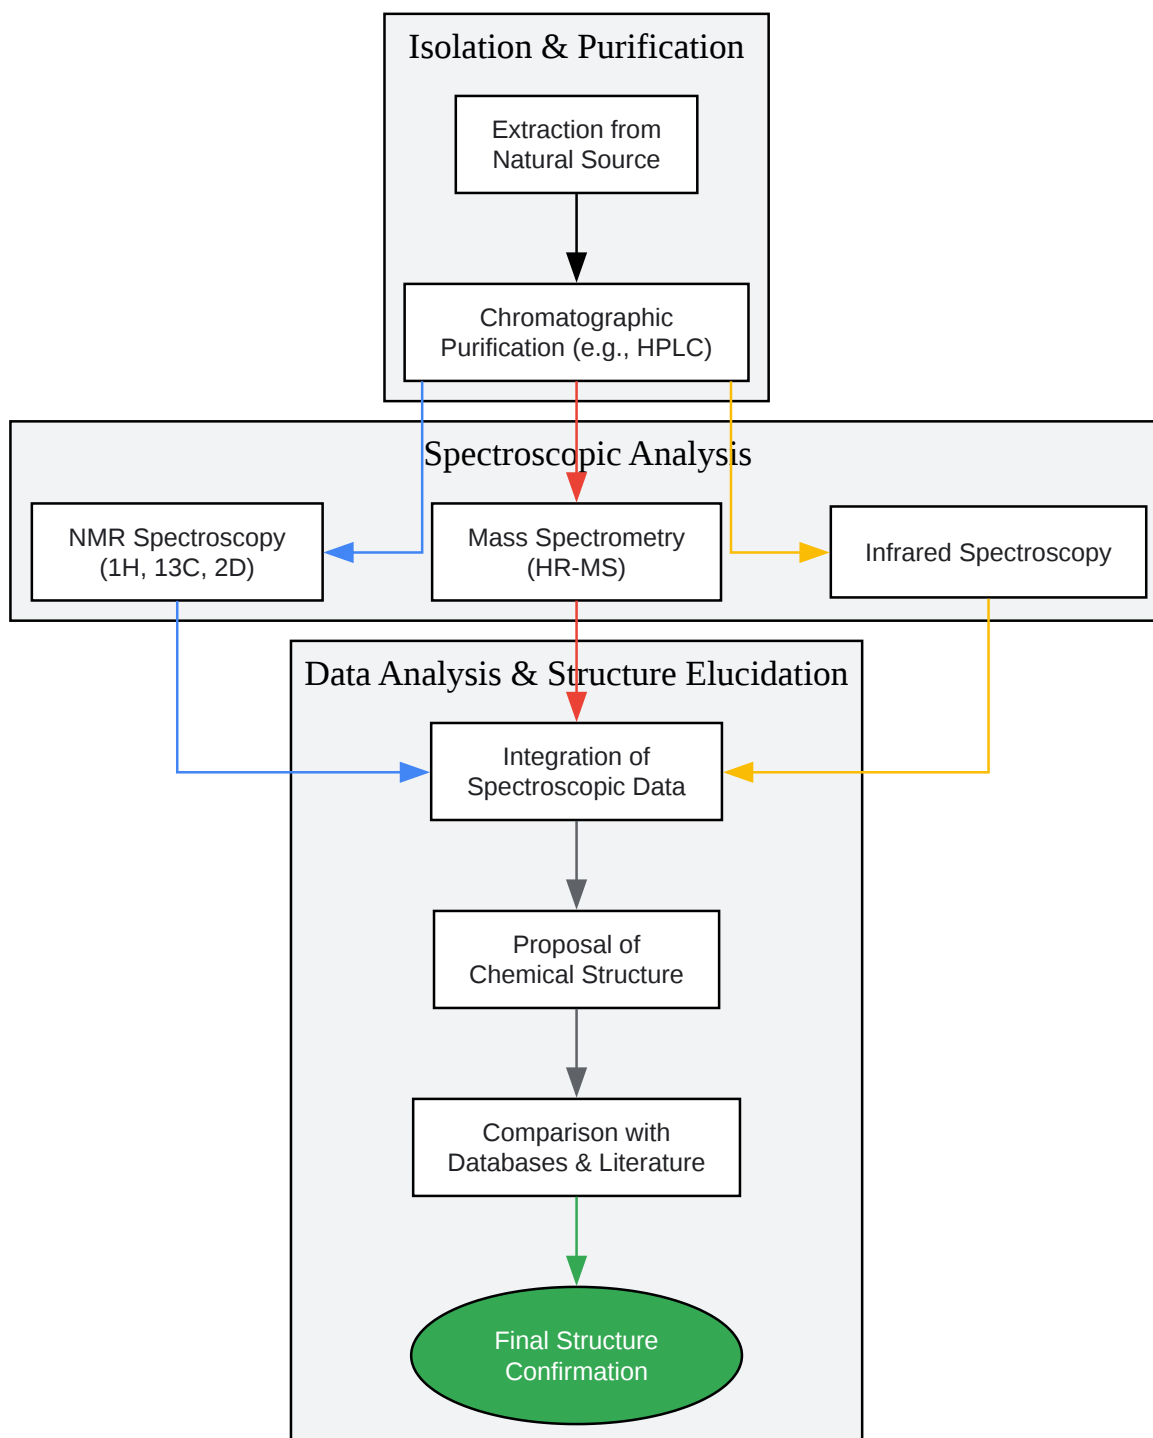 Isolation & Purification
Extraction from
Natural Source
Chromatographic
Purification (e.g., HPLC)
Spectroscopic Analysis
NMR Spectroscopy
(1H, 13C, 2D)
Mass Spectrometry
(HR-MS)
Infrared Spectroscopy
Data Analysis & Structure Elucidation
Integration of
Spectroscopic Data
Proposal of
Chemical Structure
Comparison with
Databases & Literature
Final Structure
Confirmation